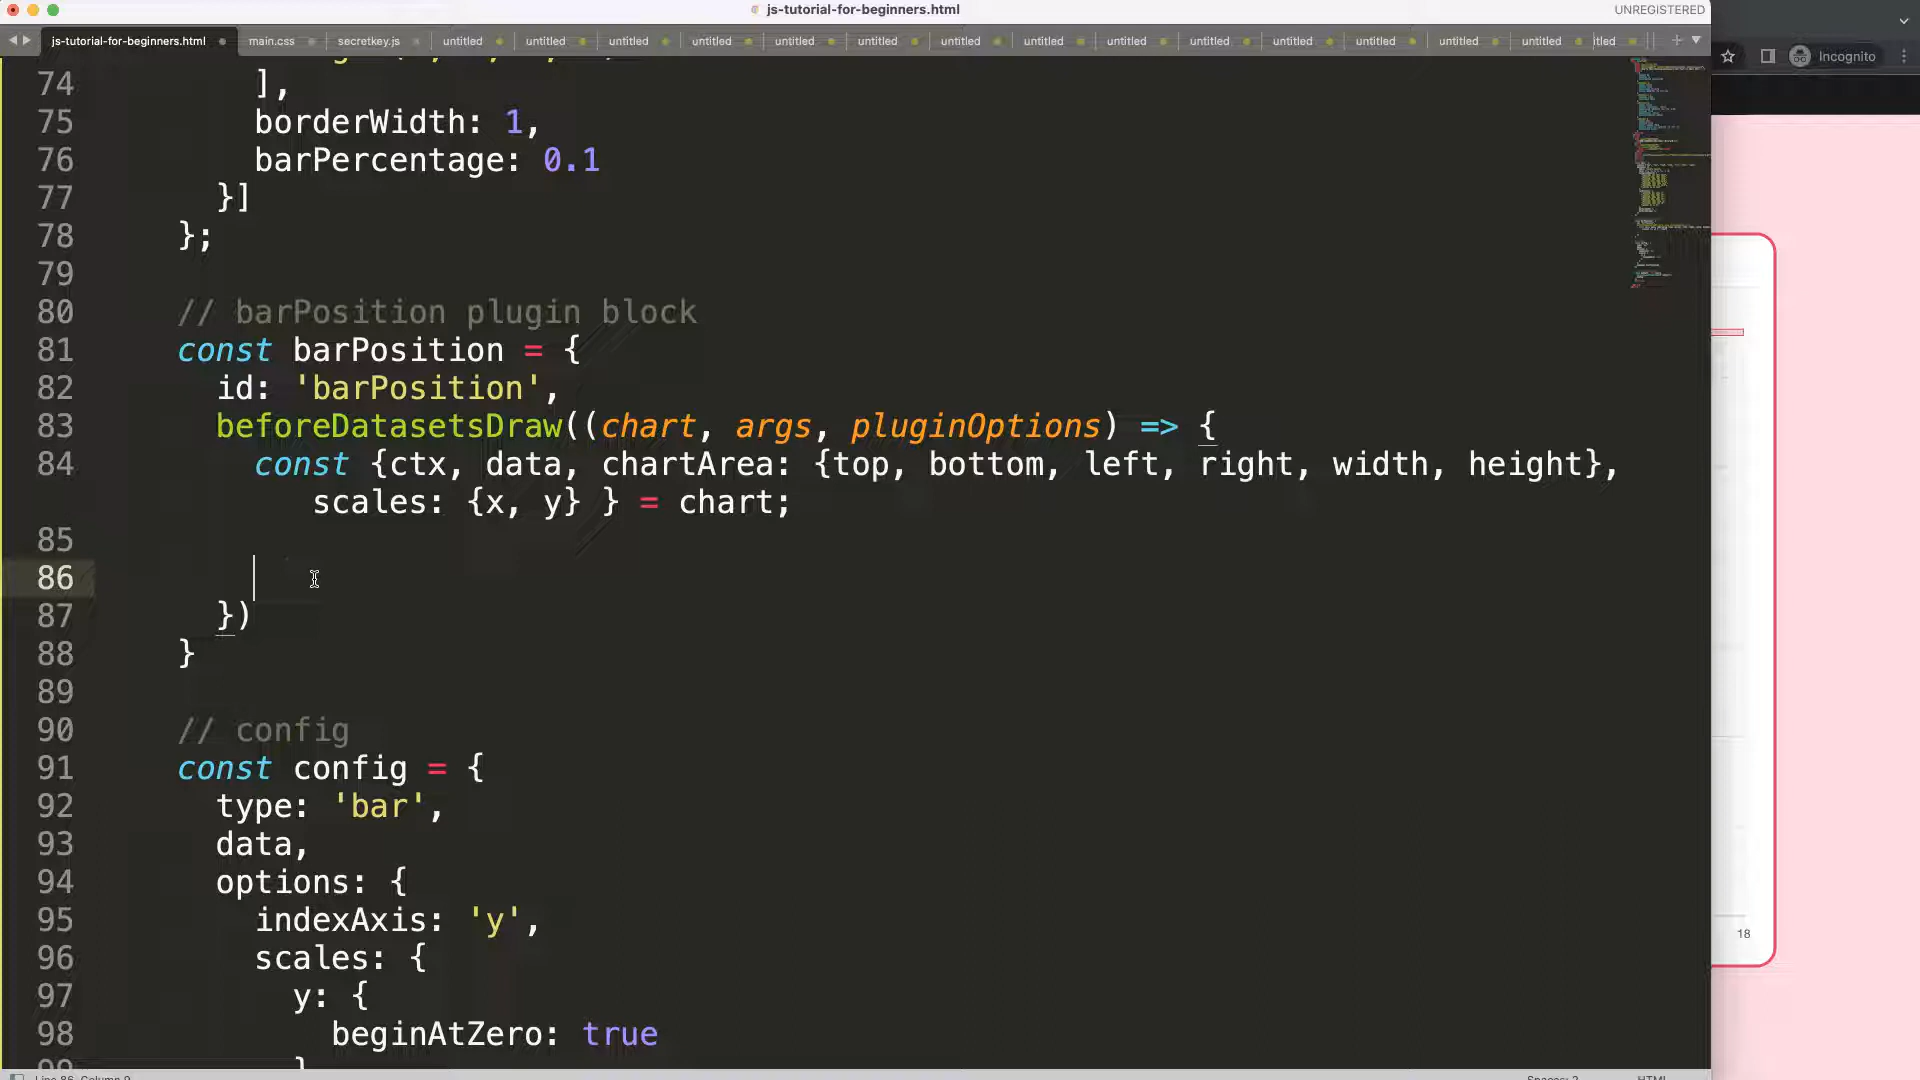 js-tutorial-for-beginners.html
UNREGISTERED
js-tutorial-for-beginners.html main.css secretkey.js untitled untitled untitled untitled untitled untitled untitled untitled untitled untitled untitled untitled untitled untitled itled
Incognito
74 ],
75 borderWidth: 1,
76 barPercentage: 0.1
77 }]
78 };
79
80 // barPosition plugin block
81 const barPosition = {
82 id: 'barPosition',
83 beforeDatasetsDraw((chart, args, pluginOptions) => {
84 const {ctx, data, chartArea: {top, bottom, left, right, width, height},
scales: {x, y} } = chart;
85
86
87 })
88 }
89
90 // config
91 const config = {
92 type: 'bar',
93 data,
94 options: {
95 indexAxis: 'y',
96 scales: {
97 y: {
98 beginAtZero: true
18